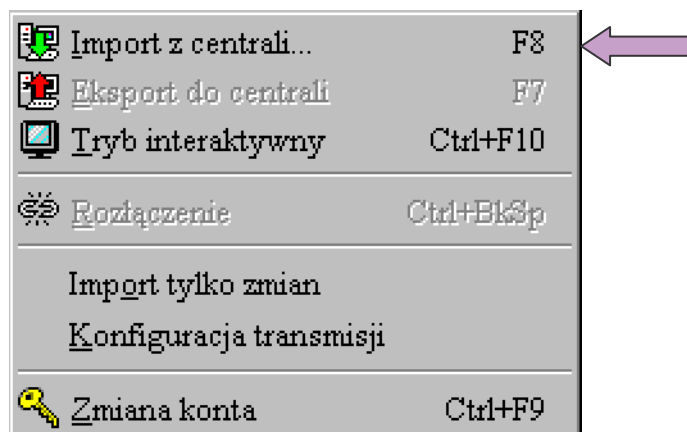 Import z centrali... F8
Eksport do centrali F7
Tryb interaktywny Ctrl+F10
Rozłączenie Ctrl+BkSp
Import tylko zmian
Konfiguracja transmisji
Zmiana konta Ctrl+F9